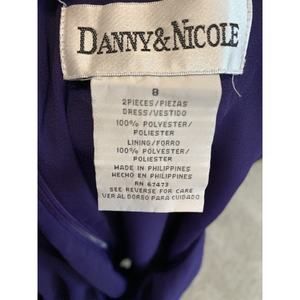 DANNY&NICOLE
8
2PIECES/PIEZAS
DRESS/VESTIDO
100% POLYESTER/
POLIESTER
LINING/FORRO
100% POLYESTER/
POLIESTER
MADE IN PHILIPPINES
HECHO EN PHILIPPINES
RN 67473
SEE REVERSE FOR CARE
VER AL DORSO PARA CUIDADO